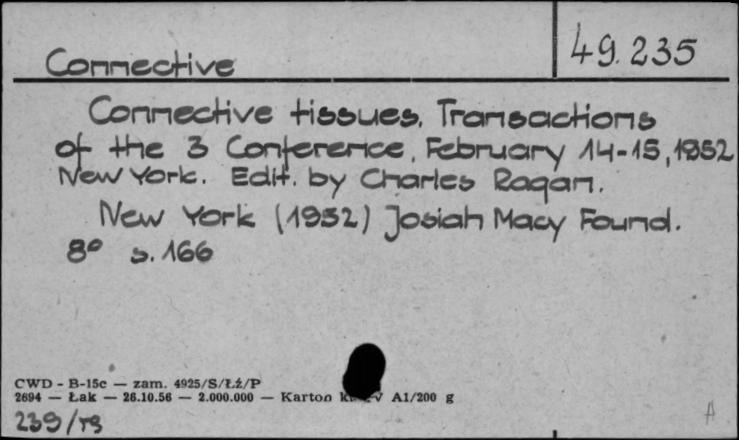 49.235
Connective
Connective tissues. Transactions
of the 3 Conference, February 14-15, 1952
New York. Edit. by Charles Ragan.
New York (1952) Josiah Macy Found.
8° s. 166
CWD - B-15c — zam. 4925/S/Łź/P
2694 — Łak — 26.10.56 — 2.000.000 — Karton A1/200 g
239/
A